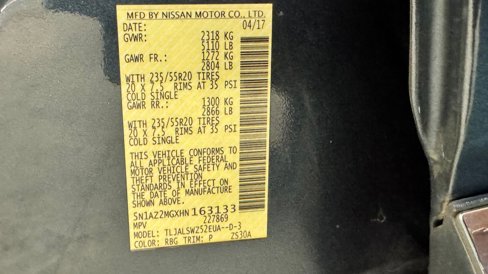 MFD BY NISSAN MOTOR CO., LTD.
DATE: 04/17
GVWR: 2318 KG
5110 LB
GAWR FR.: 1272 KG
2804 LB
WITH 235/55R20 TIRES
20 X 7.5 RIMS AT 35 PSI
COLD SINGLE
GAWR RR.: 1300 KG
2866 LB
WITH 235/55R20 TIRES
20 X 7.5 RIMS AT 35 PSI
COLD SINGLE
THIS VEHICLE CONFORMS TO
ALL APPLICABLE FEDERAL
MOTOR VEHICLE SAFETY AND
THEFT PREVENTION
STANDARDS IN EFFECT ON
THE DATE OF MANUFACTURE
SHOWN ABOVE.
5N1AZ2MGXHN163133
MPV 227869
MODEL: TLJALSWZ52EUA--D-3
COLOR: RBG TRIM: P ZS30A